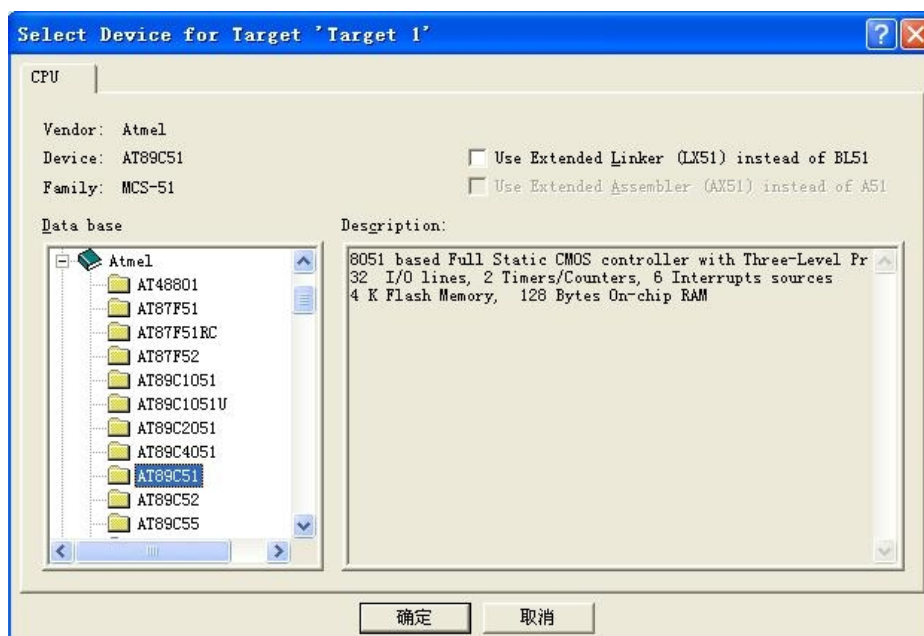 Select Device for Target 'Target 1'
CPU
Vendor: Atmel
Device: AT89C51
Family: MCS-51
Use Extended Linker (LX51) instead of BL51
Use Extended Assembler (AX51) instead of A51
Data base
Atmel
AT48801
AT87F51
AT87F51RC
AT87F52
AT89C1051
AT89C1051U
AT89C2051
AT89C4051
AT89C51
AT89C52
AT89C55
Description:
8051 based Full Static CMOS controller with Three-Level Pr
32 I/O lines, 2 Timers/Counters, 6 Interrupts sources
4 K Flash Memory, 128 Bytes On-chip RAM
确定
取消